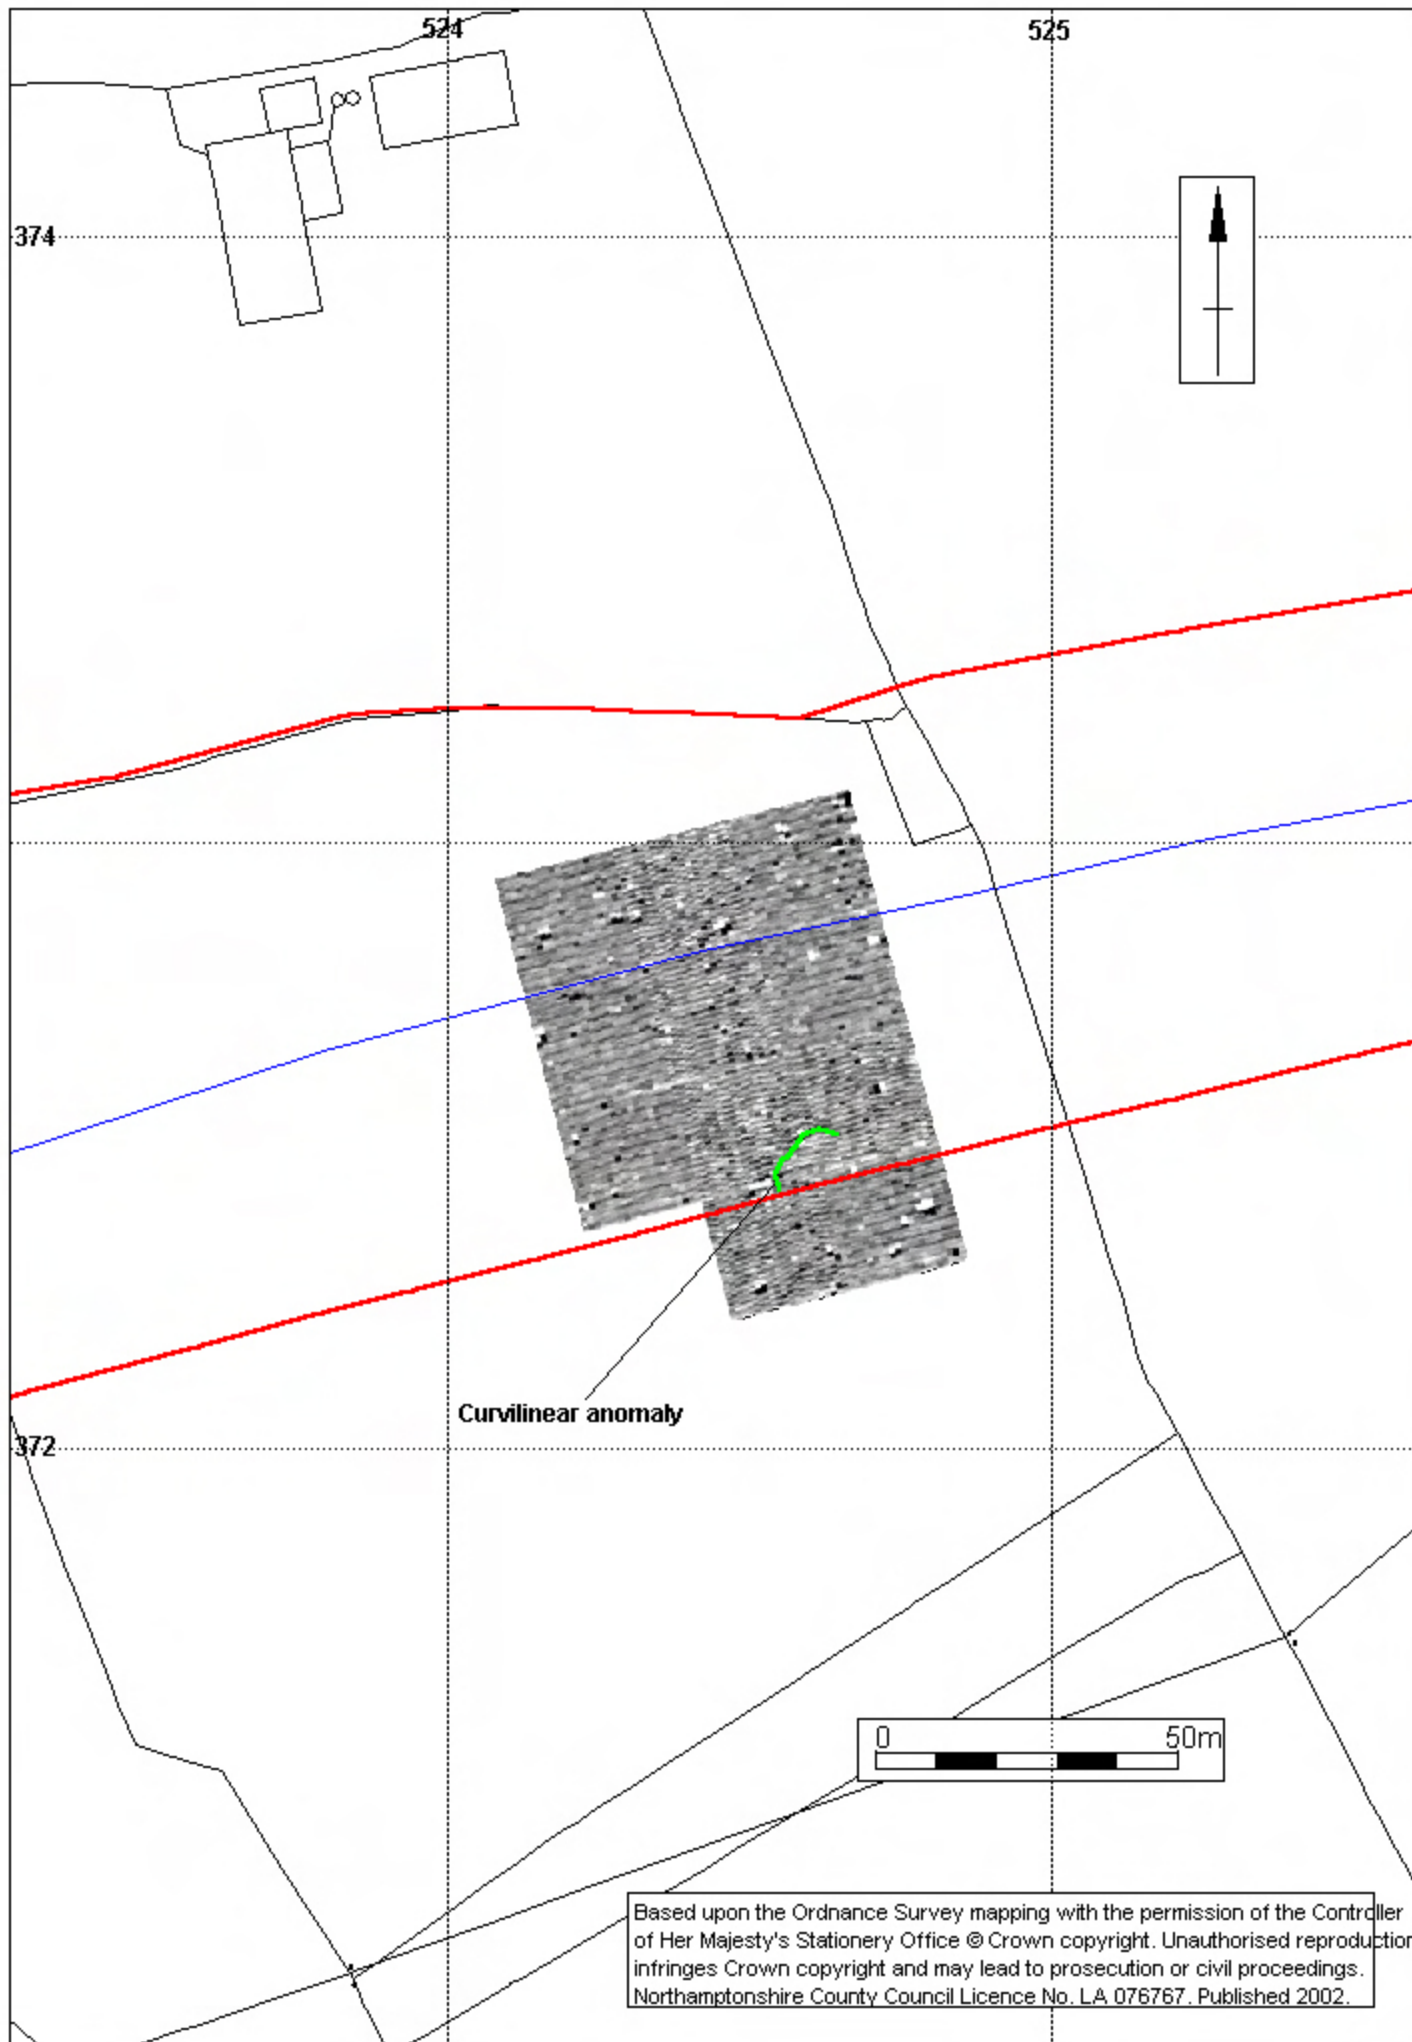 524
525
374
Curvilinear anomaly
372
0 50m
Based upon the Ordnance Survey mapping with the permission of the Controller
of Her Majesty's Stationery Office © Crown copyright. Unauthorised reproduction
infringes Crown copyright and may lead to prosecution or civil proceedings.
Northamptonshire County Council Licence No. LA 076767. Published 2002.